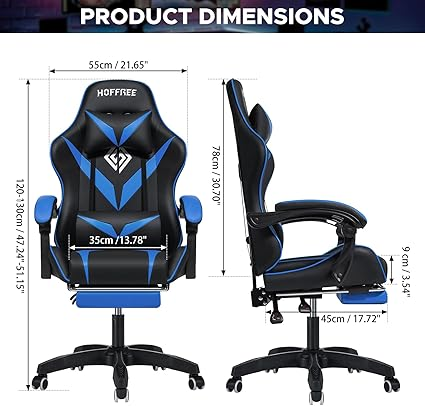 PRODUCT DIMENSIONS
55cm / 21.65"
HOFFREE
120-130cm / 47.24"-51.15"
35cm/13.78"
78cm / 30.70"
9 cm / 3.54"
45cm / 17.72"